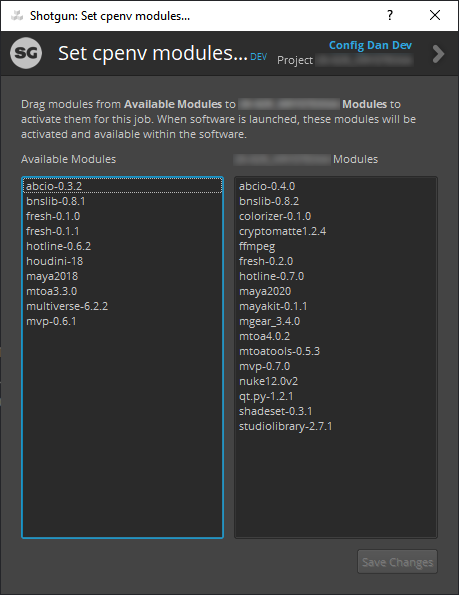 Shotgun: Set cpenv modules...
SG
Set cpenv modules... DEV
Config Dan Dev
Project
Drag modules from Available Modules to Modules to
activate them for this job. When software is launched, these modules will be
activated and available within the software.
Available Modules
abcio-0.3.2
bnslib-0.8.1
fresh-0.1.0
fresh-0.1.1
hotline-0.6.2
houdini-18
maya2018
mtoa3.3.0
multiverse-6.2.2
mvp-0.6.1
Modules
abcio-0.4.0
bnslib-0.8.2
colorizer-0.1.0
cryptomatte1.2.4
ffmpeg
fresh-0.2.0
hotline-0.7.0
maya2020
mayakit-0.1.1
mgear_3.4.0
mtoa4.0.2
mtoatools-0.5.3
mvp-0.7.0
nuke12.0v2
qt.py-1.2.1
shadeset-0.3.1
studiolibrary-2.7.1
Save Changes